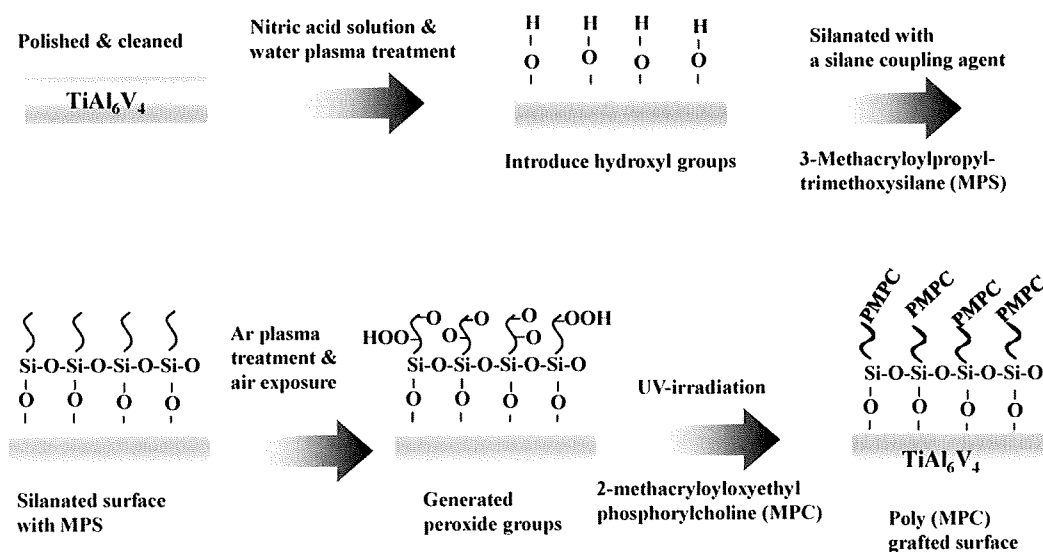 Polished & cleaned
TiAl6V4
Nitric acid solution &
water plasma treatment
H H H H
O O O O
Introduce hydroxyl groups
Silanated with
a silane coupling agent
3-Methacryloylpropyl-
trimethoxysilane (MPS)
Si-O-Si-O-Si-O-Si-O
O O O O
Silanated surface
with MPS
Ar plasma
treatment &
air exposure
O O O OOH
HOO O O
Si-O-Si-O-Si-O-Si-O
O O O O
Generated
peroxide groups
UV-irradiation
2-methacryloyloxyethyl
phosphorylcholine (MPC)
PMPC PMPC PMPC PMPC
Si-O-Si-O-Si-O-Si-O
O O O O
TiAl6V4
Poly (MPC)
grafted surface